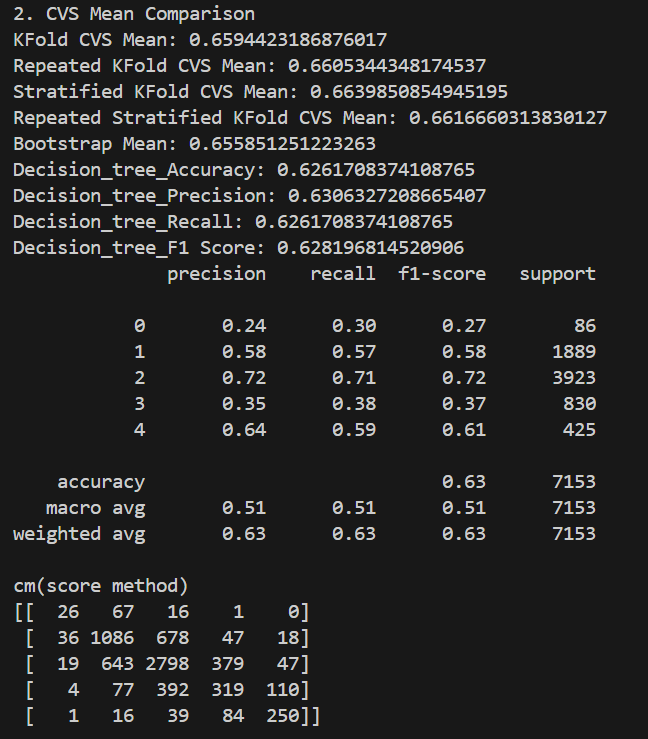 2. CVS Mean Comparison
KFold CVS Mean: 0.6594423186876017
Repeated KFold CVS Mean: 0.6605344348174537
Stratified KFold CVS Mean: 0.6639850854945195
Repeated Stratified KFold CVS Mean: 0.6616660313830127
Bootstrap Mean: 0.655851251223263
Decision_tree_Accuracy: 0.6261708374108765
Decision_tree_Precision: 0.6306327208665407
Decision_tree_Recall: 0.6261708374108765
Decision_tree_F1 Score: 0.628196814520906
              precision    recall  f1-score   support

           0       0.24      0.30      0.27        86
           1       0.58      0.57      0.58      1889
           2       0.72      0.71      0.72      3923
           3       0.35      0.38      0.37       830
           4       0.64      0.59      0.61       425

    accuracy                           0.63      7153
   macro avg       0.51      0.51      0.51      7153
weighted avg       0.63      0.63      0.63      7153

cm(score method)
[[  26   67   16    1    0]
 [  36 1086  678   47   18]
 [  19  643 2798  379   47]
 [   4   77  392  319  110]
 [   1   16   39   84  250]]